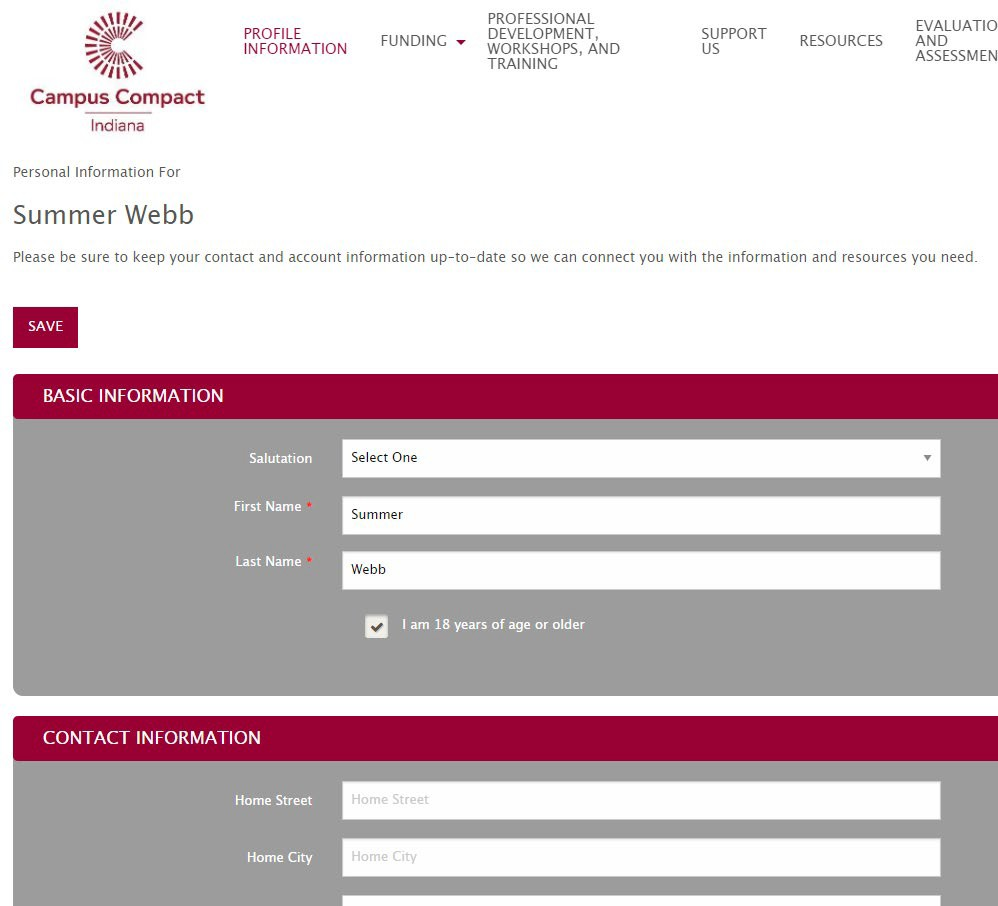 Campus Compact
Indiana
PROFILE
INFORMATION
FUNDING
PROFESSIONAL
DEVELOPMENT,
WORKSHOPS, AND
TRAINING
SUPPORT
US
RESOURCES
EVALUATIO
AND
ASSESSMEN
Personal Information For
Summer Webb
Please be sure to keep your contact and account information up-to-date so we can connect you with the information and resources you need.
SAVE
BASIC INFORMATION
Salutation Select One
First Name * Summer
Last Name * Webb
I am 18 years of age or older
CONTACT INFORMATION
Home Street Home Street
Home City Home City